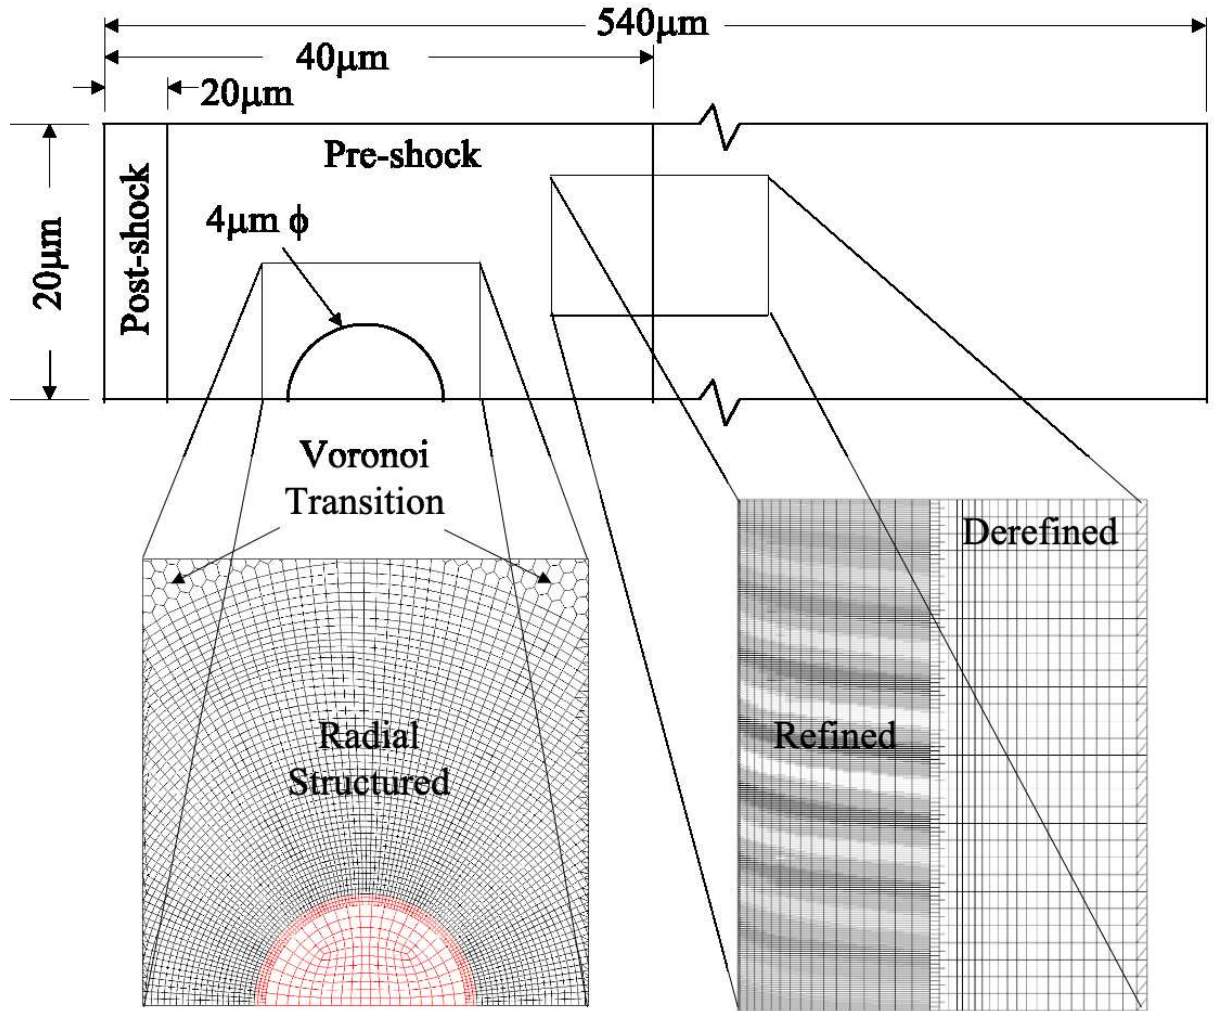 540μm
40μm
20μm
Pre-shock
Post-shock
20μm
4μm ϕ
Voronoi
Transition
Derefined
Refined
Radial
Structured